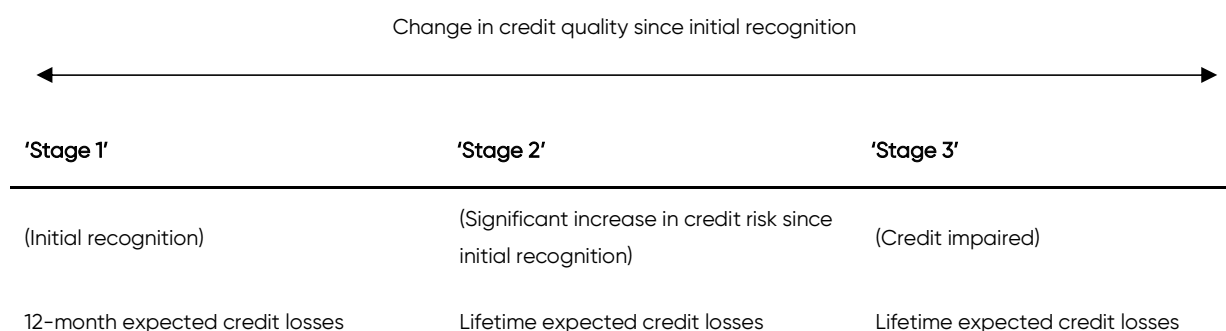 Change in credit quality since initial recognition
‘Stage 1’ ‘Stage 2’ ‘Stage 3’
(Initial recognition) (Significant increase in credit risk since initial recognition) (Credit impaired)
12-month expected credit losses Lifetime expected credit losses Lifetime expected credit losses